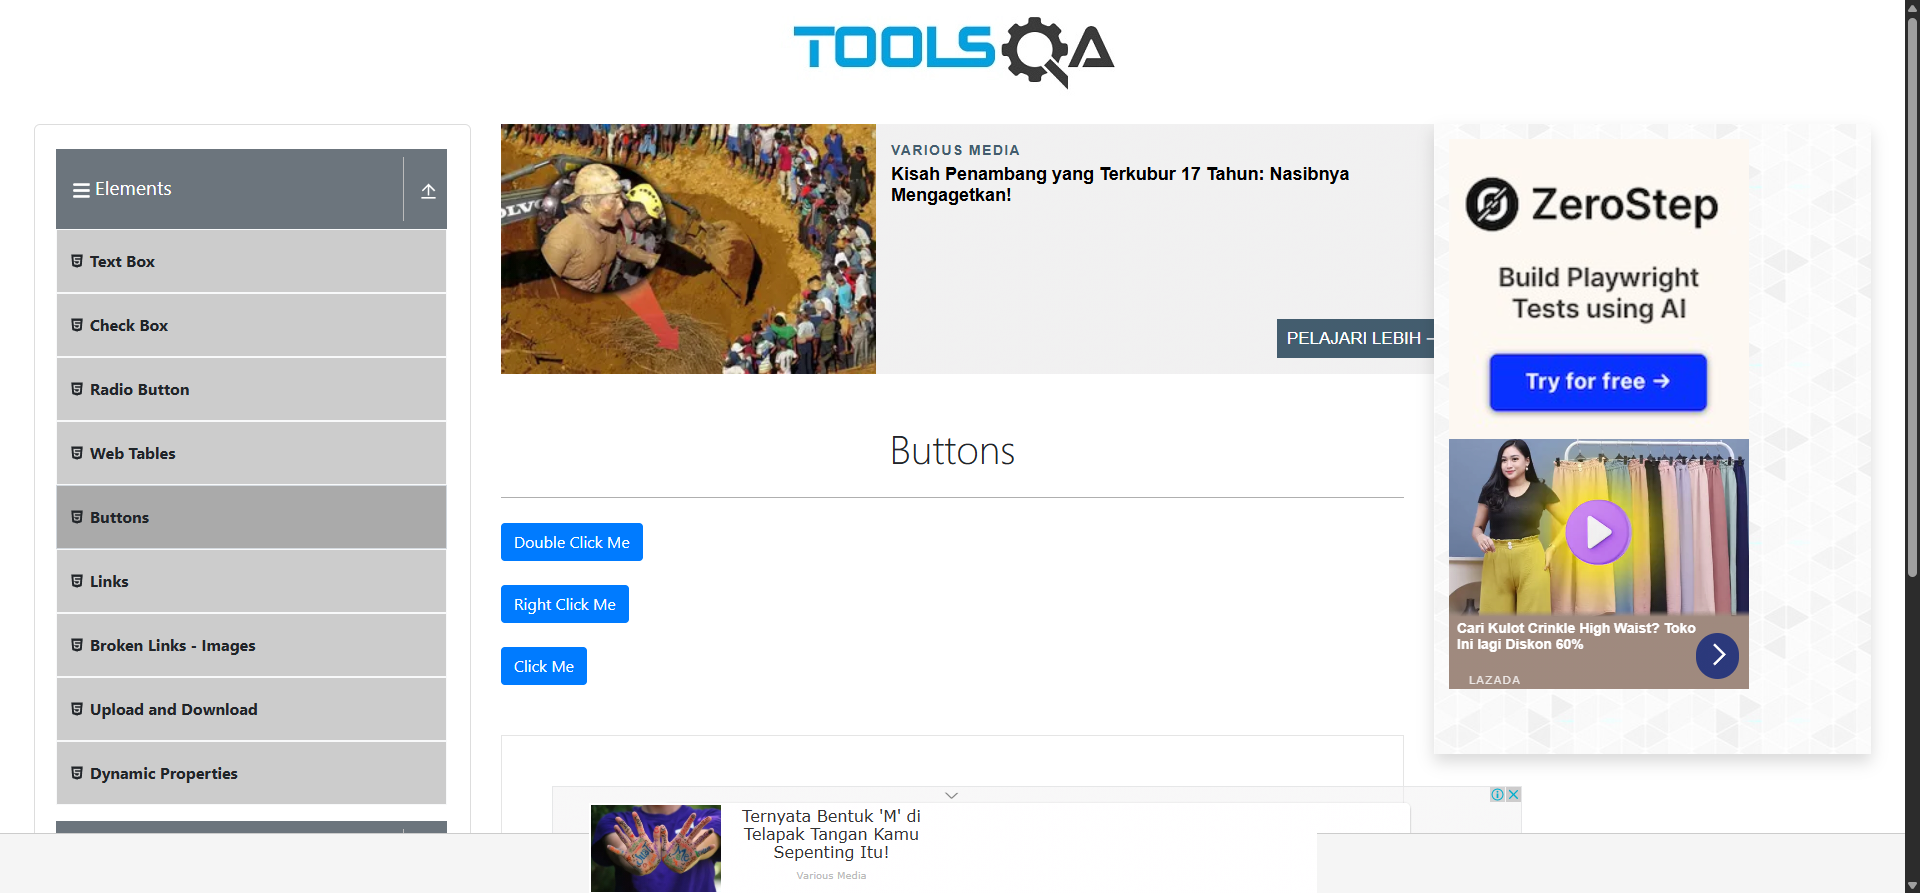 TOOLSQA
Elements
Text Box
Check Box
Radio Button
Web Tables
Buttons
Links
Broken Links - Images
Upload and Download
Dynamic Properties
VARIOUS MEDIA
Kisah Penambang yang Terkubur 17 Tahun: Nasibnya
Mengagetkan!
PELAJARI LEBIH
Buttons
Double Click Me
Right Click Me
Click Me
ZeroStep
Build Playwright
Tests using AI
Try for free →
Cari Kulot Crinkle High Waist? Toko
Ini lagi Diskon 60%
LAZADA
Ternyata Bentuk 'M' di
Telapak Tangan Kamu
Sepenting Itu!
Various Media